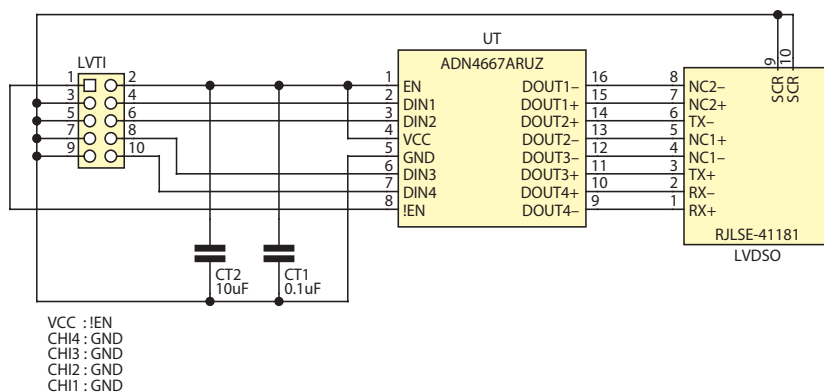 UT
ADN4667ARUZ
LVTI
1 2
3 4
5 6
7 8
9 10
1 EN DOUT1– 16
2 DIN1 DOUT1+ 15
3 DIN2 DOUT2+ 14
4 VCC DOUT2– 13
5 GND DOUT3– 12
6 DIN3 DOUT3+ 11
7 DIN4 DOUT4+ 10
8 !EN DOUT4– 9
9 SCR
10 SCR
8 NC2–
7 NC2+
6 TX–
5 NC1+
4 NC1–
3 TX+
2 RX–
1 RX+
RJLSE-41181
LVDSO
CT2
10uF
CT1
0.1uF
VCC : !EN
CHI4 : GND
CHI3 : GND
CHI2 : GND
CHI1 : GND